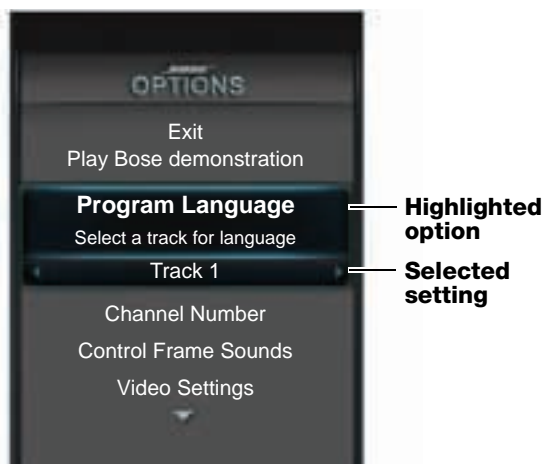 OPTIONS
Exit
Play Bose demonstration
Program Language
Select a track for language
Track 1
Channel Number
Control Frame Sounds
Video Settings
Highlighted
option
Selected
setting